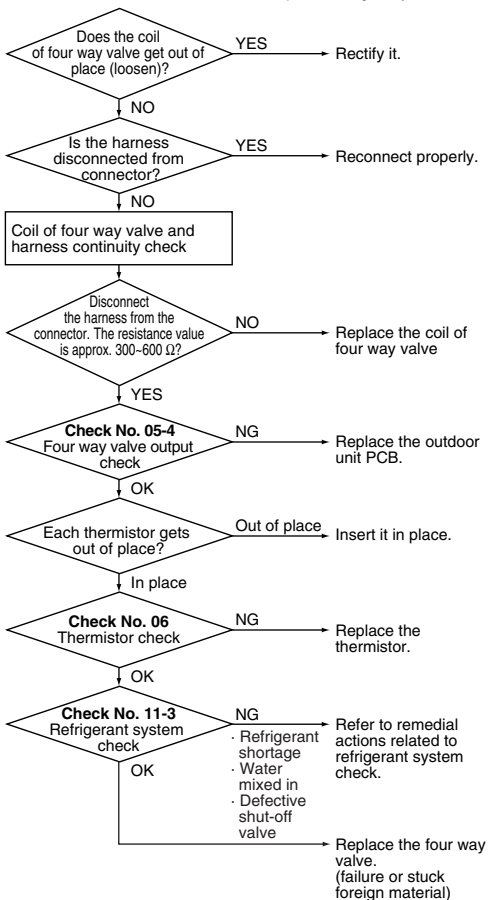 Does the coil
of four way valve get out of
place (loosen)?
YES
Rectify it.
NO
Is the harness
disconnected from
connector?
YES
Reconnect properly.
NO
Coil of four way valve and
harness continuity check
Disconnect
the harness from the
connector. The resistance value
is approx. 300~600 Ω?
NO
Replace the coil of
four way valve
YES
Check No. 05-4
Four way valve output
check
NG
Replace the outdoor
unit PCB.
OK
Each thermistor gets
out of place?
Out of place
Insert it in place.
In place
Check No. 06
Thermistor check
NG
Replace the
thermistor.
OK
Check No. 11-3
Refrigerant system
check
NG
· Refrigerant
shortage
· Water
mixed in
· Defective
shut-off
valve
Refer to remedial
actions related to
refrigerant system
check.
OK
Replace the four way
valve.
(failure or stuck
foreign material)